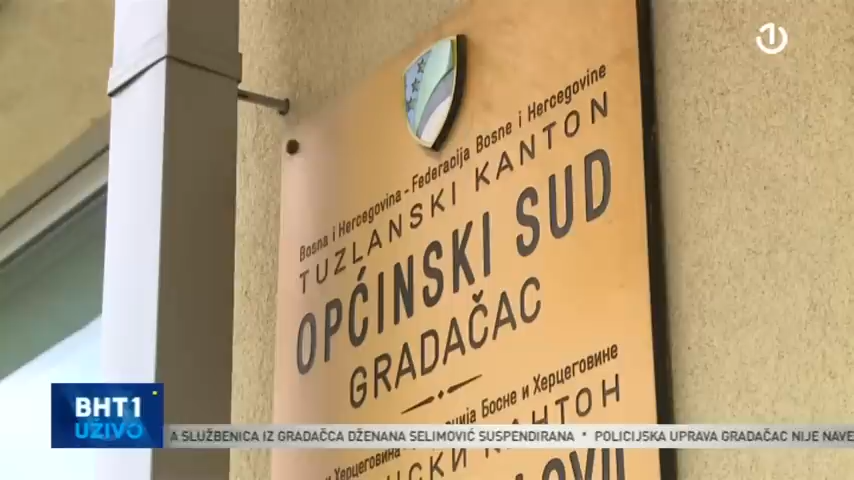 Bosna i Hercegovina - Federacija Bosne i Hercegovine
TUZLANSKI KANTON
OPĆINSKI SUD
GRADAČAC
Босне и Херцеговине
КАНТОН
BHT1
UŽIVO
A SLUŽBENICA IZ GRADAČCA DŽENANA SELIMOVIĆ SUSPENDIRANA * POLICIJSKA UPRAVA GRADAČAC NIJE NAVE
1